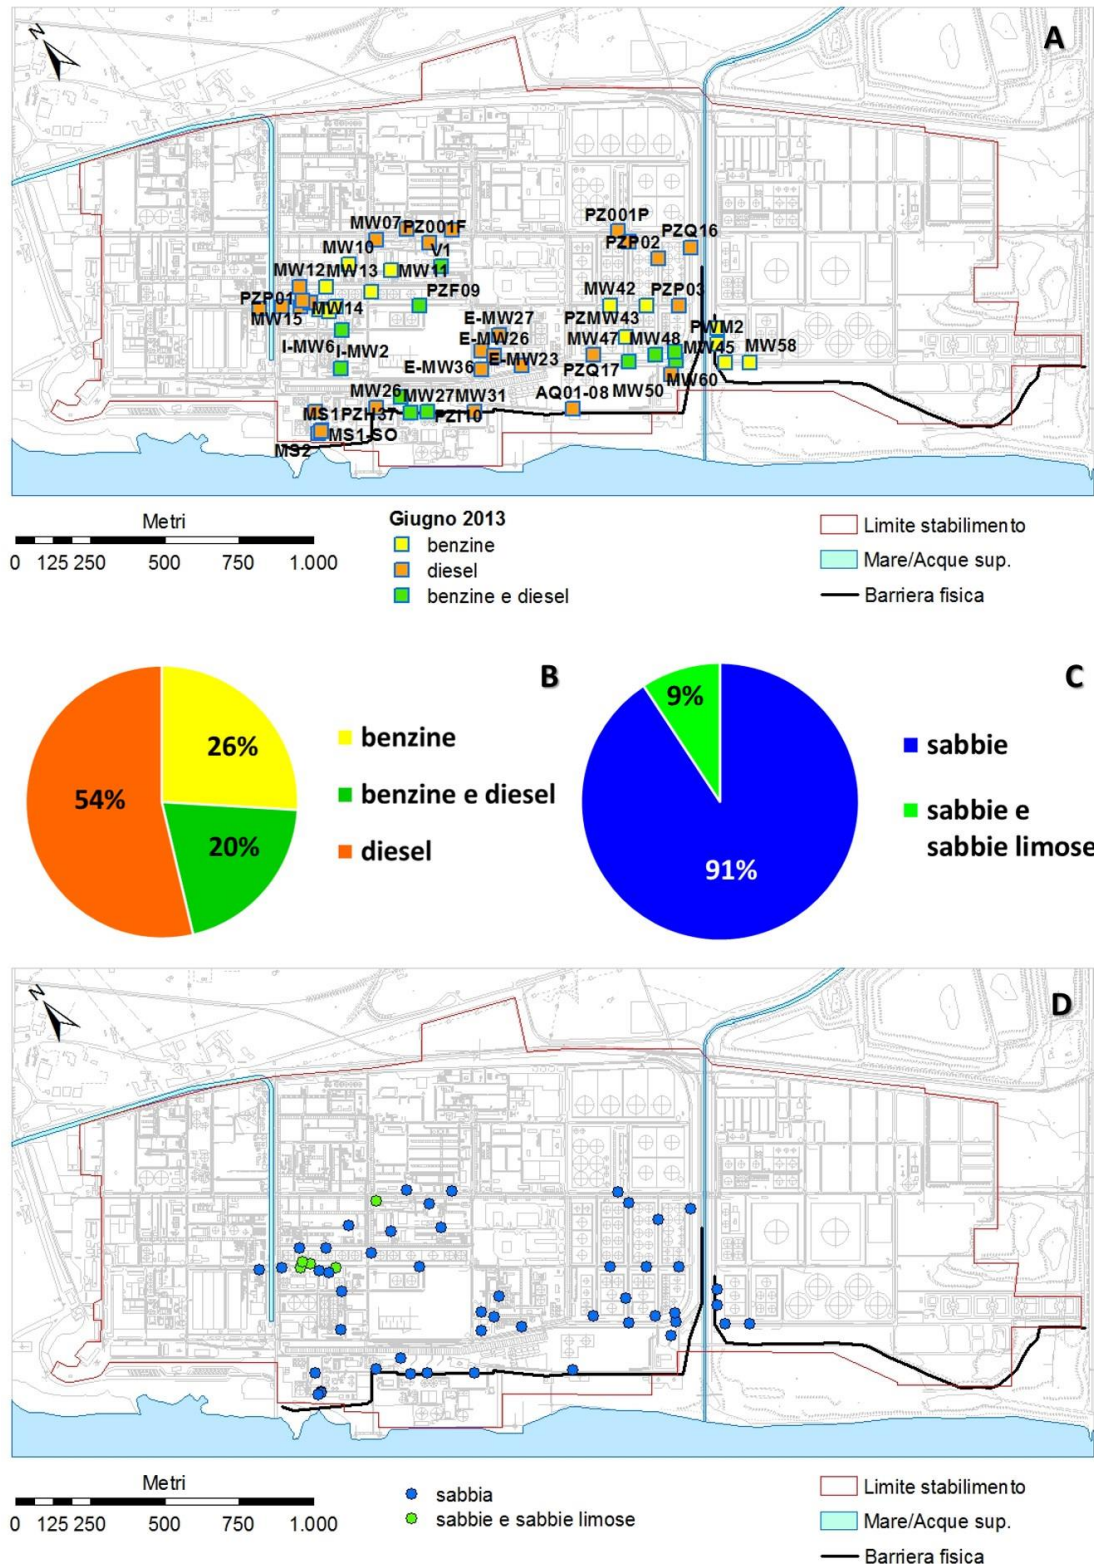 N
A
MW07
PZ001F
PZ001P
MW10
V1
PZP02
PZQ16
MW12
MW13
MW11
PZP01
MW14
PZF09
MW42
PZP03
MW15
E-MW27
PZMW43
PWM2
I-MW6
I-MW2
E-MW26
MW47
MW48
MW45
MW58
E-MW36
E-MW23
PZQ17
MW60
MW26
MW27
MW31
AQ01-08
MW50
MS1
PZH37
PZI10
MS1-SO
MS2
Metri
0 125 250 500 750 1.000
Giugno 2013
benzine
diesel
benzine e diesel
Limite stabilimento
Mare/Acque sup.
Barriera fisica
B
26%
54%
20%
benzine
benzine e diesel
diesel
C
9%
91%
sabbie
sabbie e
sabbie limose
N
D
Metri
0 125 250 500 750 1.000
sabbia
sabbie e sabbie limose
Limite stabilimento
Mare/Acque sup.
Barriera fisica